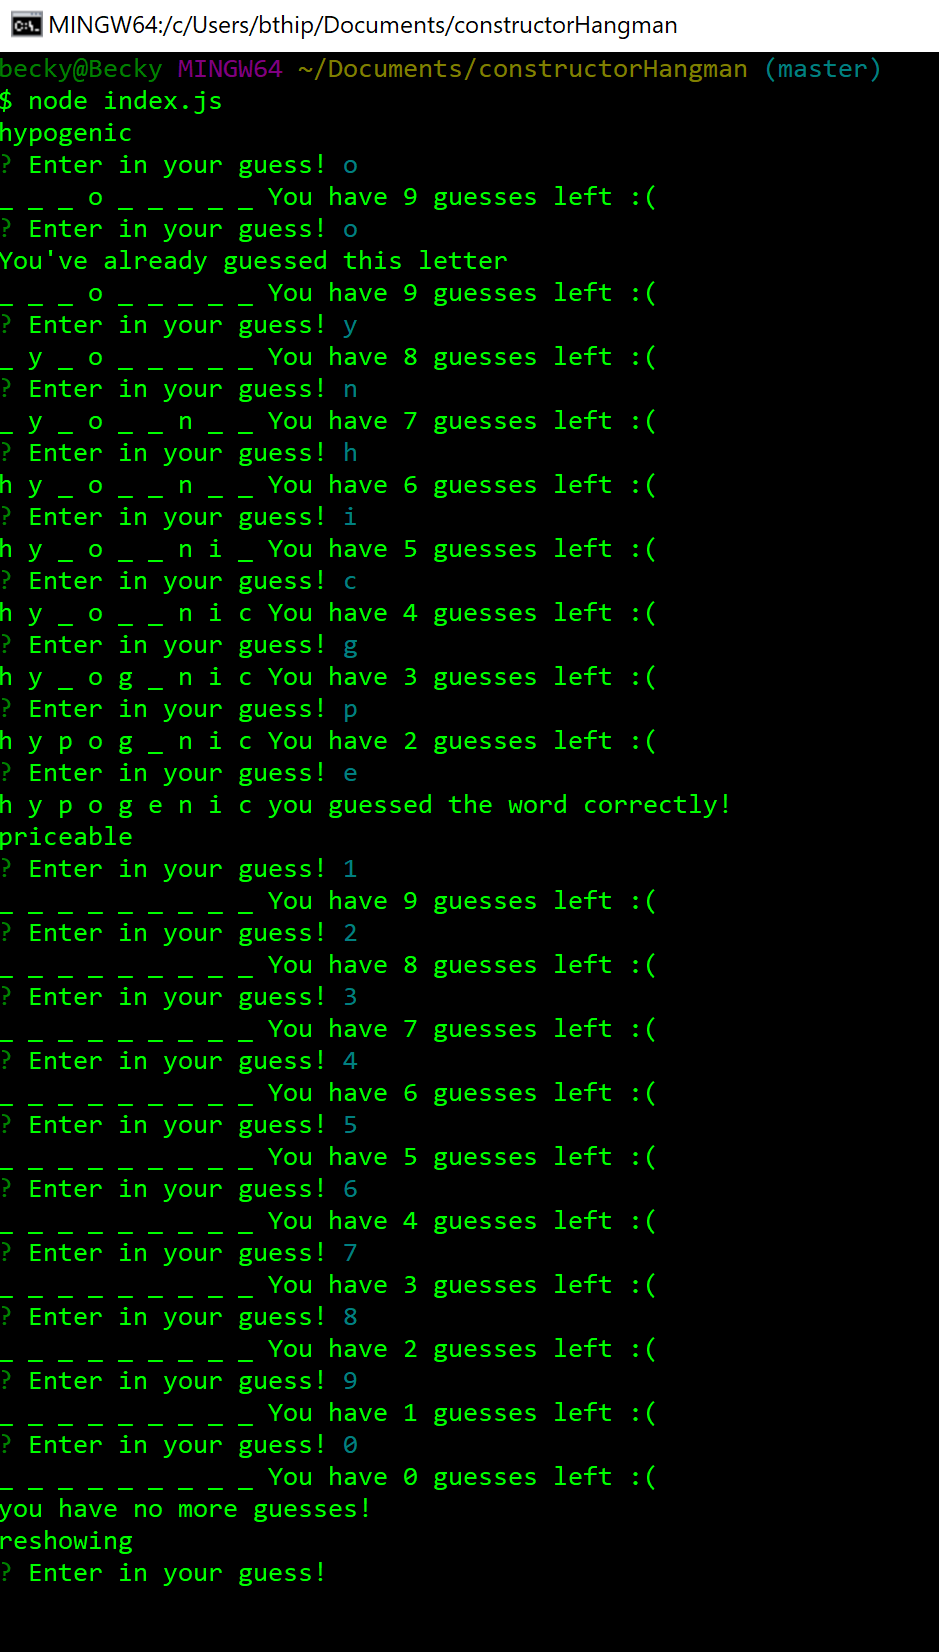 MINGW64:/c/Users/bthip/Documents/constructorHangman
becky@Becky MINGW64 ~/Documents/constructorHangman (master)
$ node index.js
hypogenic
? Enter in your guess! o
_ _ _ o _ _ _ _ _ You have 9 guesses left :(
? Enter in your guess! o
You've already guessed this letter
_ _ _ o _ _ _ _ _ You have 9 guesses left :(
? Enter in your guess! y
_ y _ o _ _ _ _ _ You have 8 guesses left :(
? Enter in your guess! n
_ y _ o _ _ n _ _ You have 7 guesses left :(
? Enter in your guess! h
h y _ o _ _ n _ _ You have 6 guesses left :(
? Enter in your guess! i
h y _ o _ _ n i _ You have 5 guesses left :(
? Enter in your guess! c
h y _ o _ _ n i c You have 4 guesses left :(
? Enter in your guess! g
h y _ o g _ n i c You have 3 guesses left :(
? Enter in your guess! p
h y p o g _ n i c You have 2 guesses left :(
? Enter in your guess! e
h y p o g e n i c you guessed the word correctly!
priceable
? Enter in your guess! 1
_ _ _ _ _ _ _ _ _ You have 9 guesses left :(
? Enter in your guess! 2
_ _ _ _ _ _ _ _ _ You have 8 guesses left :(
? Enter in your guess! 3
_ _ _ _ _ _ _ _ _ You have 7 guesses left :(
? Enter in your guess! 4
_ _ _ _ _ _ _ _ _ You have 6 guesses left :(
? Enter in your guess! 5
_ _ _ _ _ _ _ _ _ You have 5 guesses left :(
? Enter in your guess! 6
_ _ _ _ _ _ _ _ _ You have 4 guesses left :(
? Enter in your guess! 7
_ _ _ _ _ _ _ _ _ You have 3 guesses left :(
? Enter in your guess! 8
_ _ _ _ _ _ _ _ _ You have 2 guesses left :(
? Enter in your guess! 9
_ _ _ _ _ _ _ _ _ You have 1 guesses left :(
? Enter in your guess! 0
_ _ _ _ _ _ _ _ _ You have 0 guesses left :(
you have no more guesses!
reshowing
? Enter in your guess!